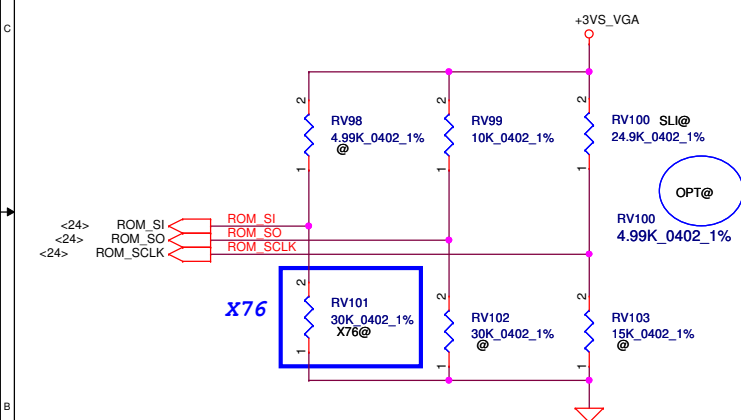 +3VS_VGA
C
2
2
2
RV98
4.99K_0402_1%
@
RV99
10K_0402_1%
RV100 SLI@
24.9K_0402_1%
1
1
1
OPT@
RV100
4.99K_0402_1%
<24> ROM_SI ROM_SI
<24> ROM_SO ROM_SO
<24> ROM_SCLK ROM_SCLK
X76
2
2
2
RV101
30K_0402_1%
X76@
RV102
30K_0402_1%
@
RV103
15K_0402_1%
@
1
1
1
B